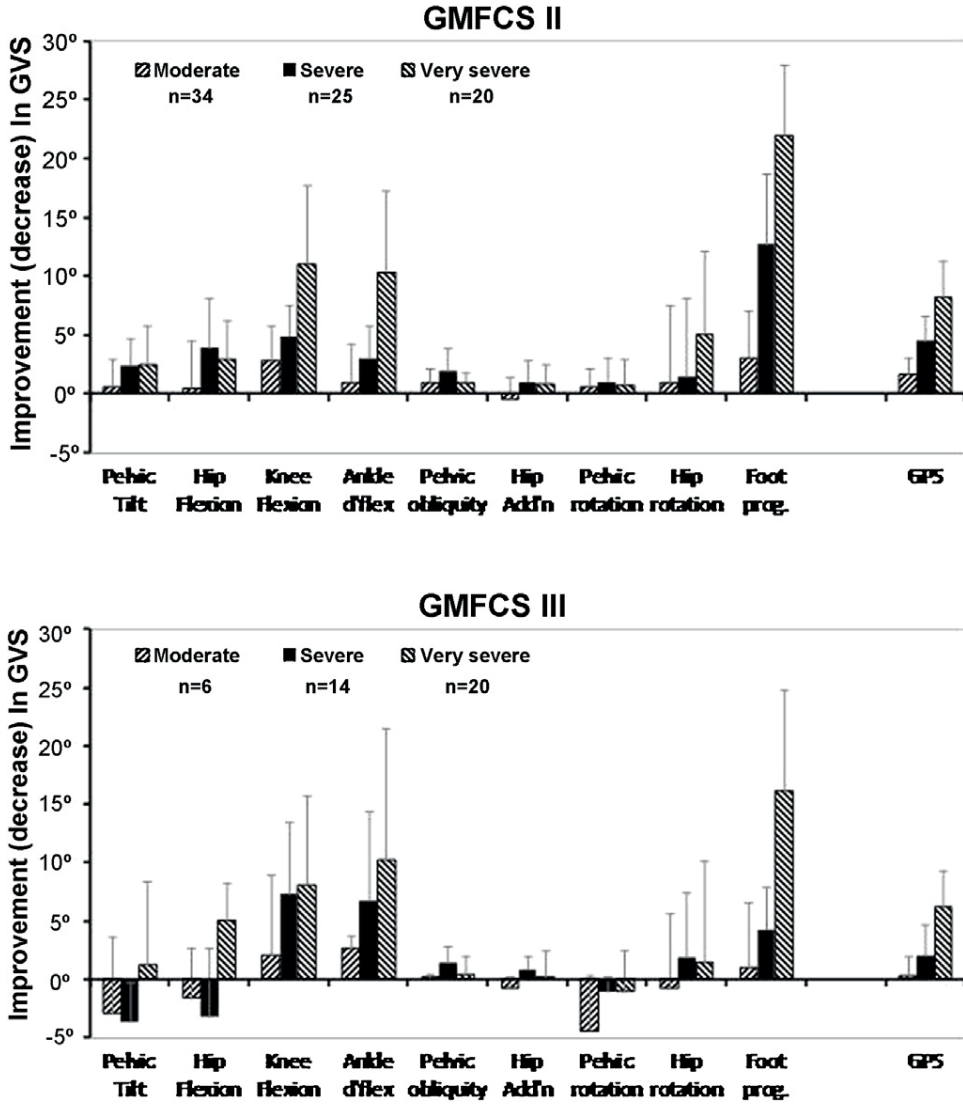 GMFCS II
Improvement (decrease) In GVS
30º
25º
20º
15º
10º
5º
0º
-5º
Moderate Severe Very severe
n=34 n=25 n=20
Pelvic Hip Knee Ankle Pelvic Hip Pelvic Hip Foot GPS
Tilt Flexion Flexion d'flex obliquity Add'n rotation rotation prog.
GMFCS III
Improvement (decrease) In GVS
30º
25º
20º
15º
10º
5º
0º
-5º
Moderate Severe Very severe
n=6 n=14 n=20
Pelvic Hip Knee Ankle Pelvic Hip Pelvic Hip Foot GPS
Tilt Flexion Flexion d'flex obliquity Add'n rotation rotation prog.